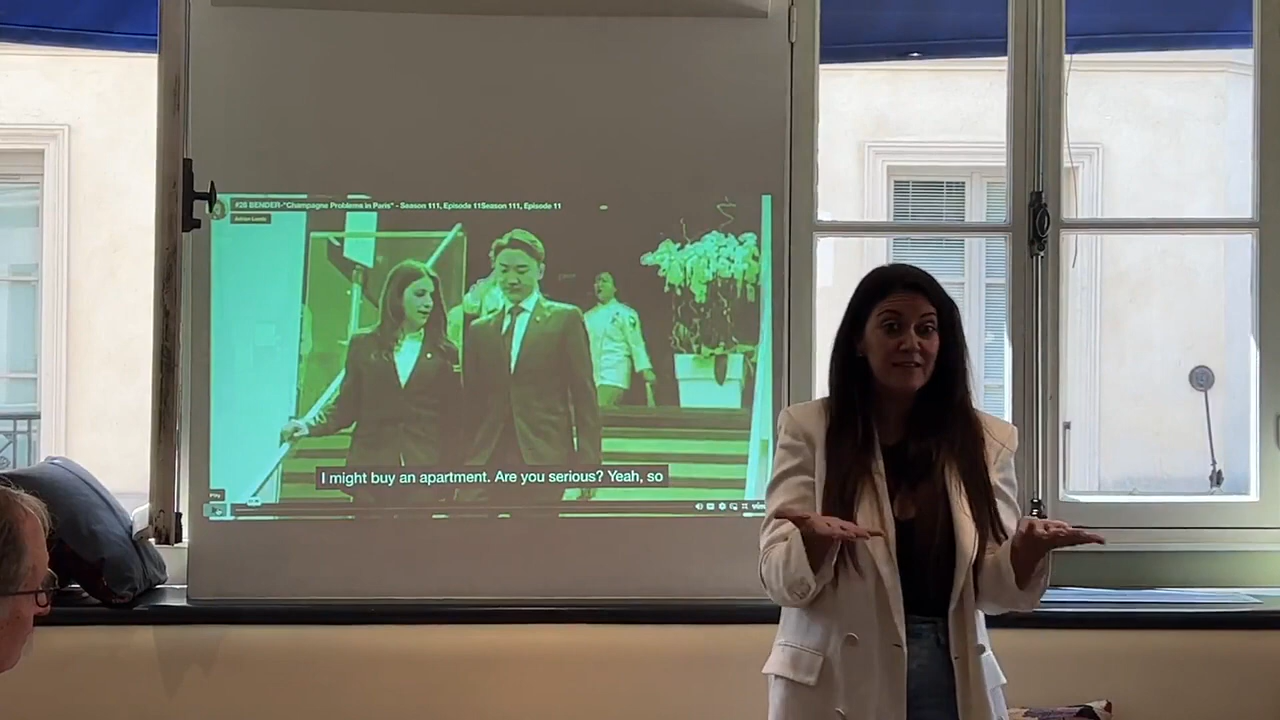 #28 BENDER-"Champagne Problems in Paris" - Season 111, Episode 11Season 111, Episode 11
I might buy an apartment. Are you serious? Yeah, so